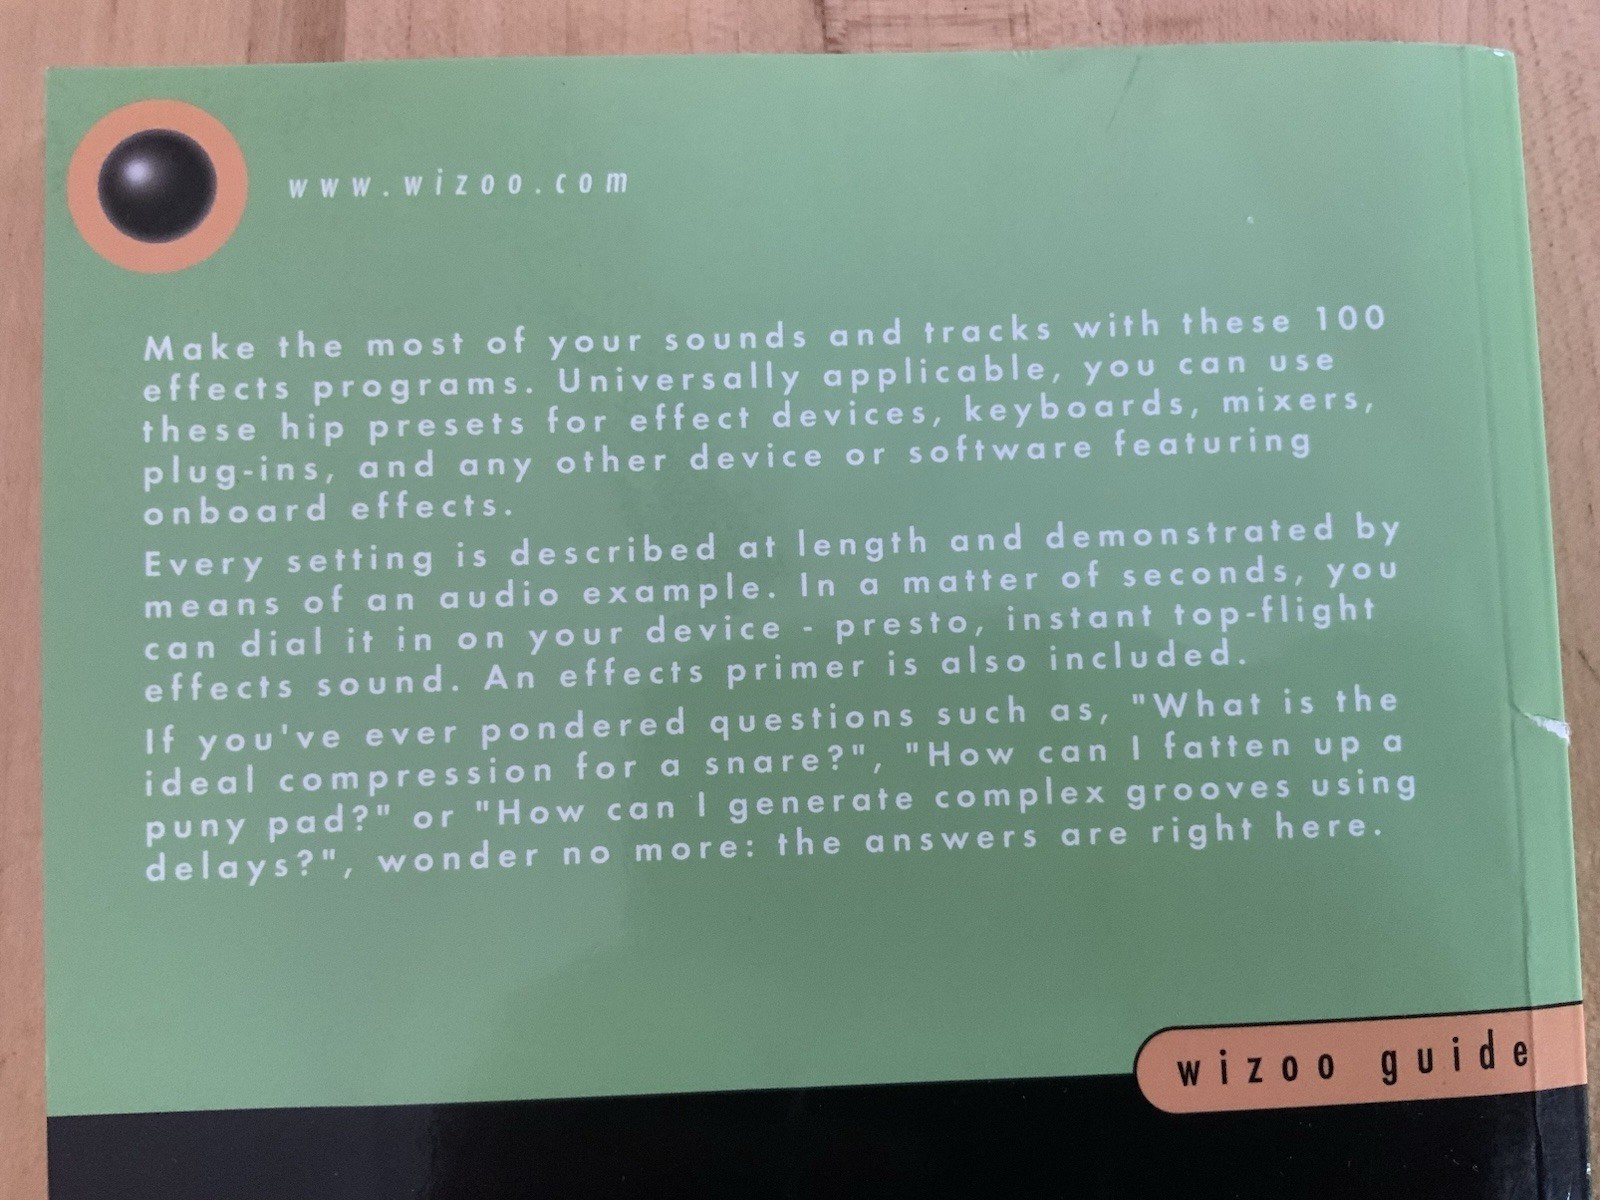 www.wizoo.com
Make the most of your sounds and tracks with these 100
effects programs. Universally applicable, you can use
these hip presets for effect devices, keyboards, mixers,
plug-ins, and any other device or software featuring
onboard effects.
Every setting is described at length and demonstrated by
means of an audio example. In a matter of seconds, you
can dial it in on your device - presto, instant top-flight
effects sound. An effects primer is also included.
If you've ever pondered questions such as, "What is the
ideal compression for a snare?", "How can I fatten up a
puny pad?" or "How can I generate complex grooves using
delays?", wonder no more: the answers are right here.
wizoo guide